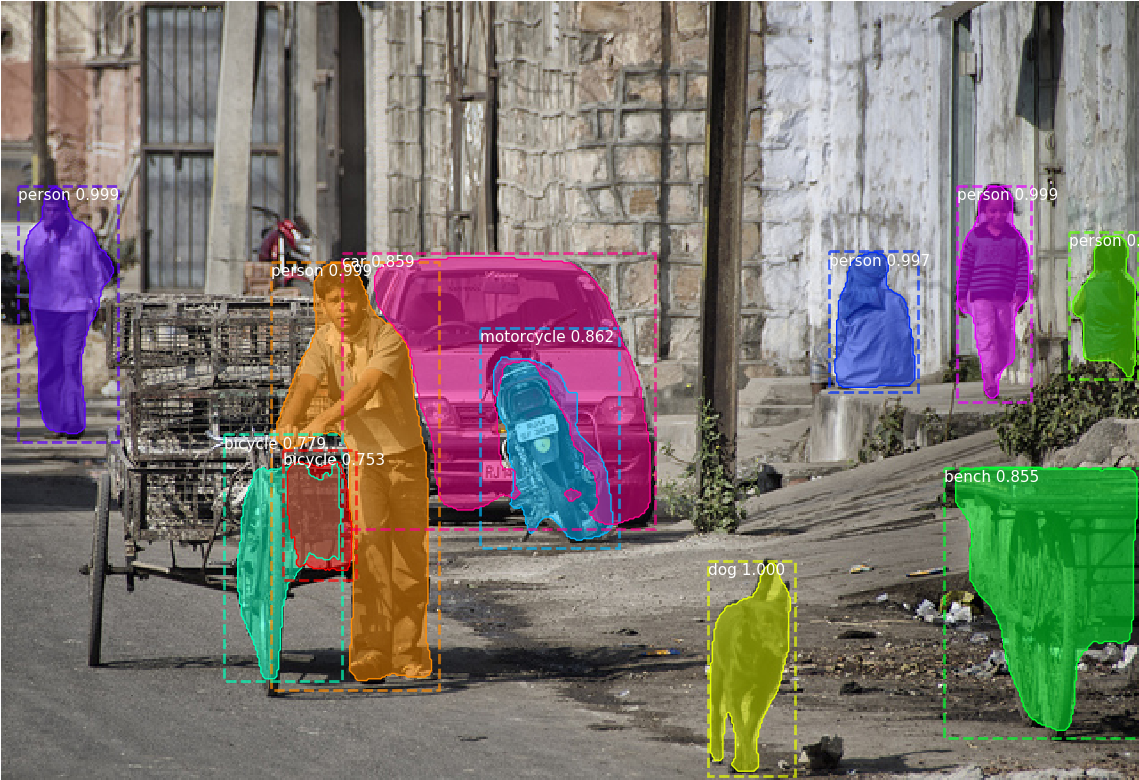 person 0.999
person 0.999
person 0.
person 0.997
car 0.859
person 0.999
motorcycle 0.862
bicycle 0.779
bicycle 0.753
RJ
bench 0.855
dog 1.000